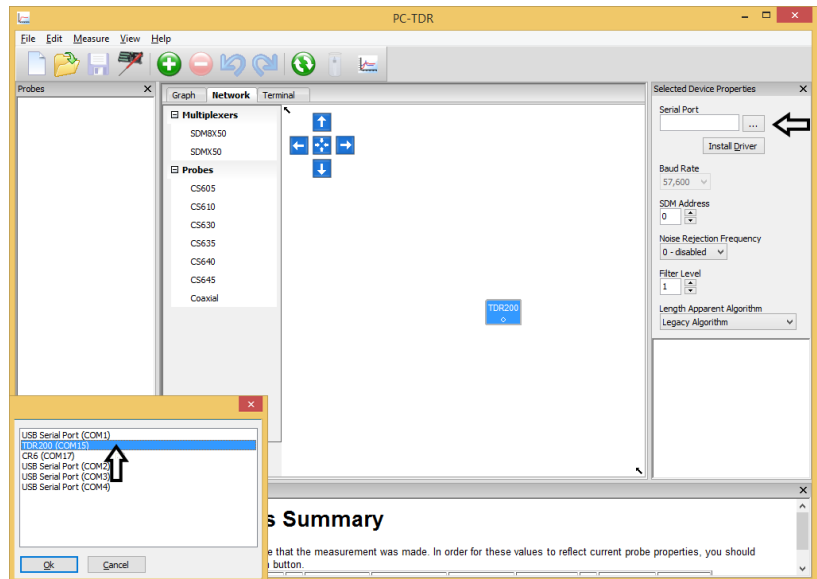 PC-TDR
File Edit Measure View Help
Probes
Graph Network Terminal
Multiplexers
SDM8X50
SDMX50
Probes
CS605
CS610
CS630
CS635
CS640
CS645
Coaxial
TDR200
Selected Device Properties
Serial Port
...
Install Driver
Baud Rate
57,600
SDM Address
0
Noise Rejection Frequency
0 - disabled
Filter Level
1
Length Apparent Algorithm
Legacy Algorithm
USB Serial Port (COM1)
TDR200 (COM15)
CR6 (COM17)
USB Serial Port (COM2)
USB Serial Port (COM3)
USB Serial Port (COM4)
Ok Cancel
s Summary
e that the measurement was made. In order for these values to reflect current probe properties, you should
button.